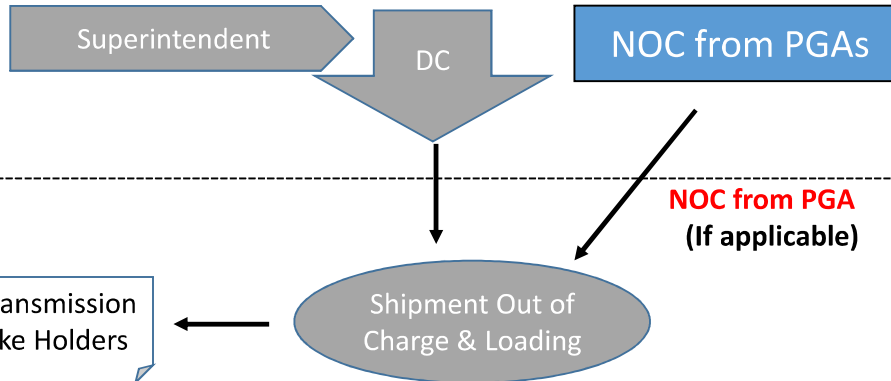 Superintendent
DC
NOC from PGAs
NOC from PGA
(If applicable)
Shipment Out of
Charge & Loading
ansmission
ke Holders